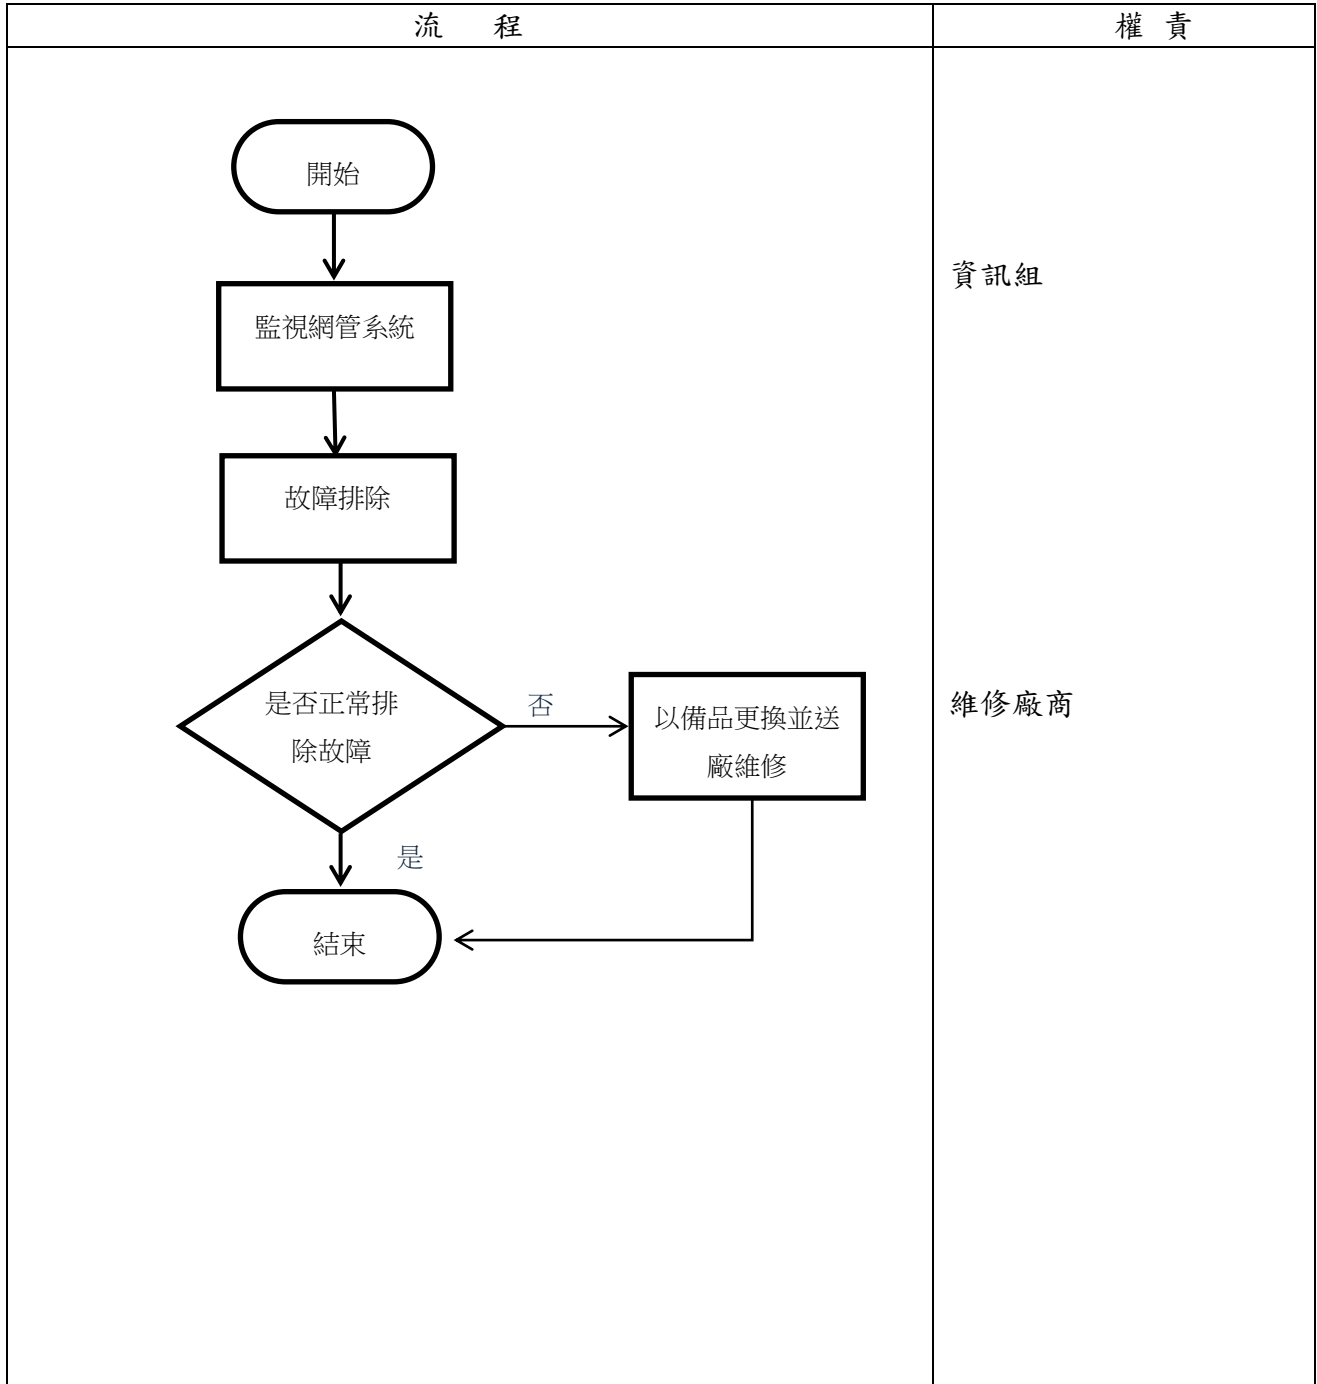 流 程
權 責
開始
資訊組
監視網管系統
故障排除
是否正常排
除故障
否
以備品更換並送
廠維修
維修廠商
是
結束